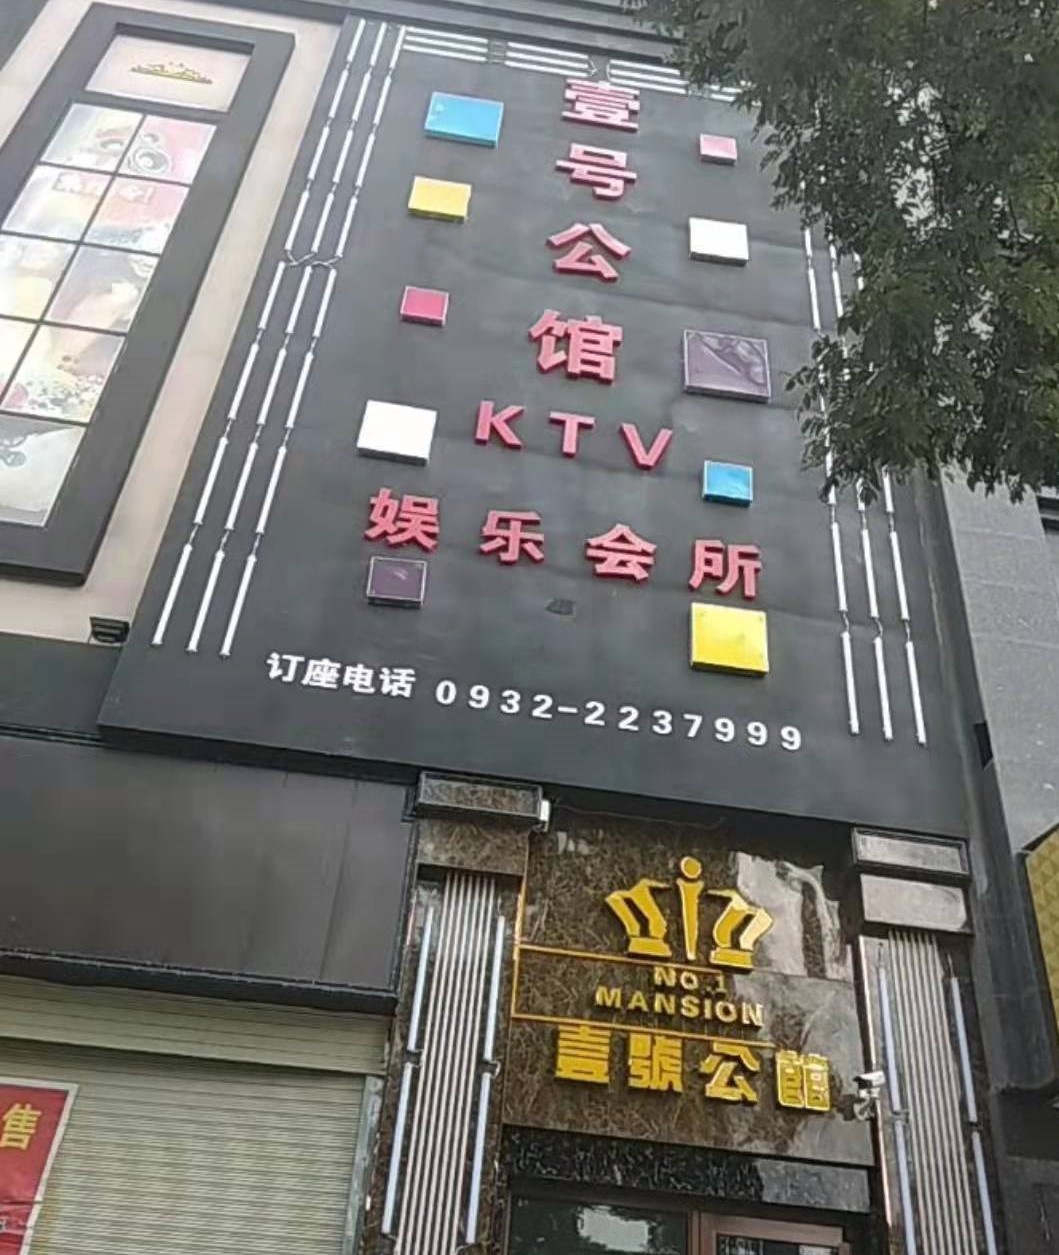 壹号公馆
KTV
娱乐会所
订座电话 0932-2237999
NO.1
MANSION
壹號公館
售